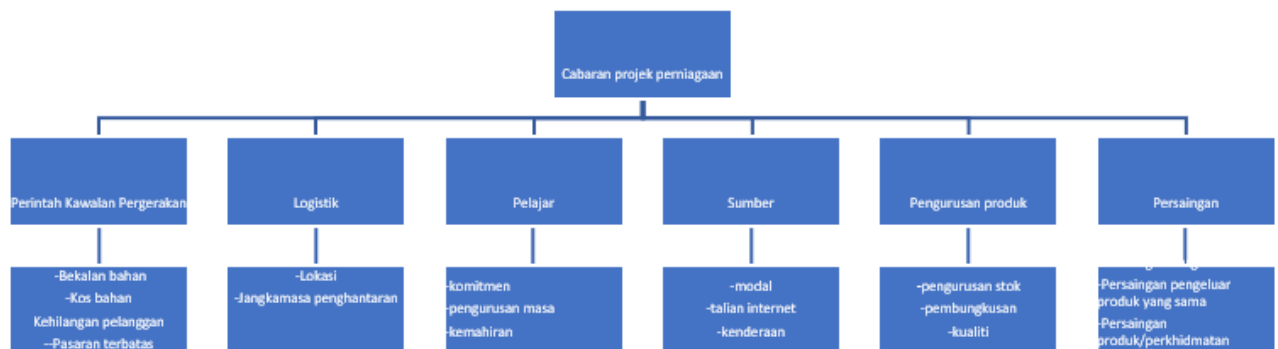 Cabaran projek perniagaan
Perintah Kawalan Pergerakan
Logistik
Pelajar
Sumber
Pengurusan produk
Persaingan
-Bekalan bahan
-Kos bahan
Kehilangan pelanggan
--Pasaran terbatas
-Lokasi
-Jangkamasa penghantaran
-komitmen
-pengurusan masa
-kemahiran
-modal
-talian internet
-kenderaan
-pengurusan stok
-pembungkusan
-kualiti
-Persaingan pengeluar
produk yang sama
-Persaingan
produk/perkhidmatan